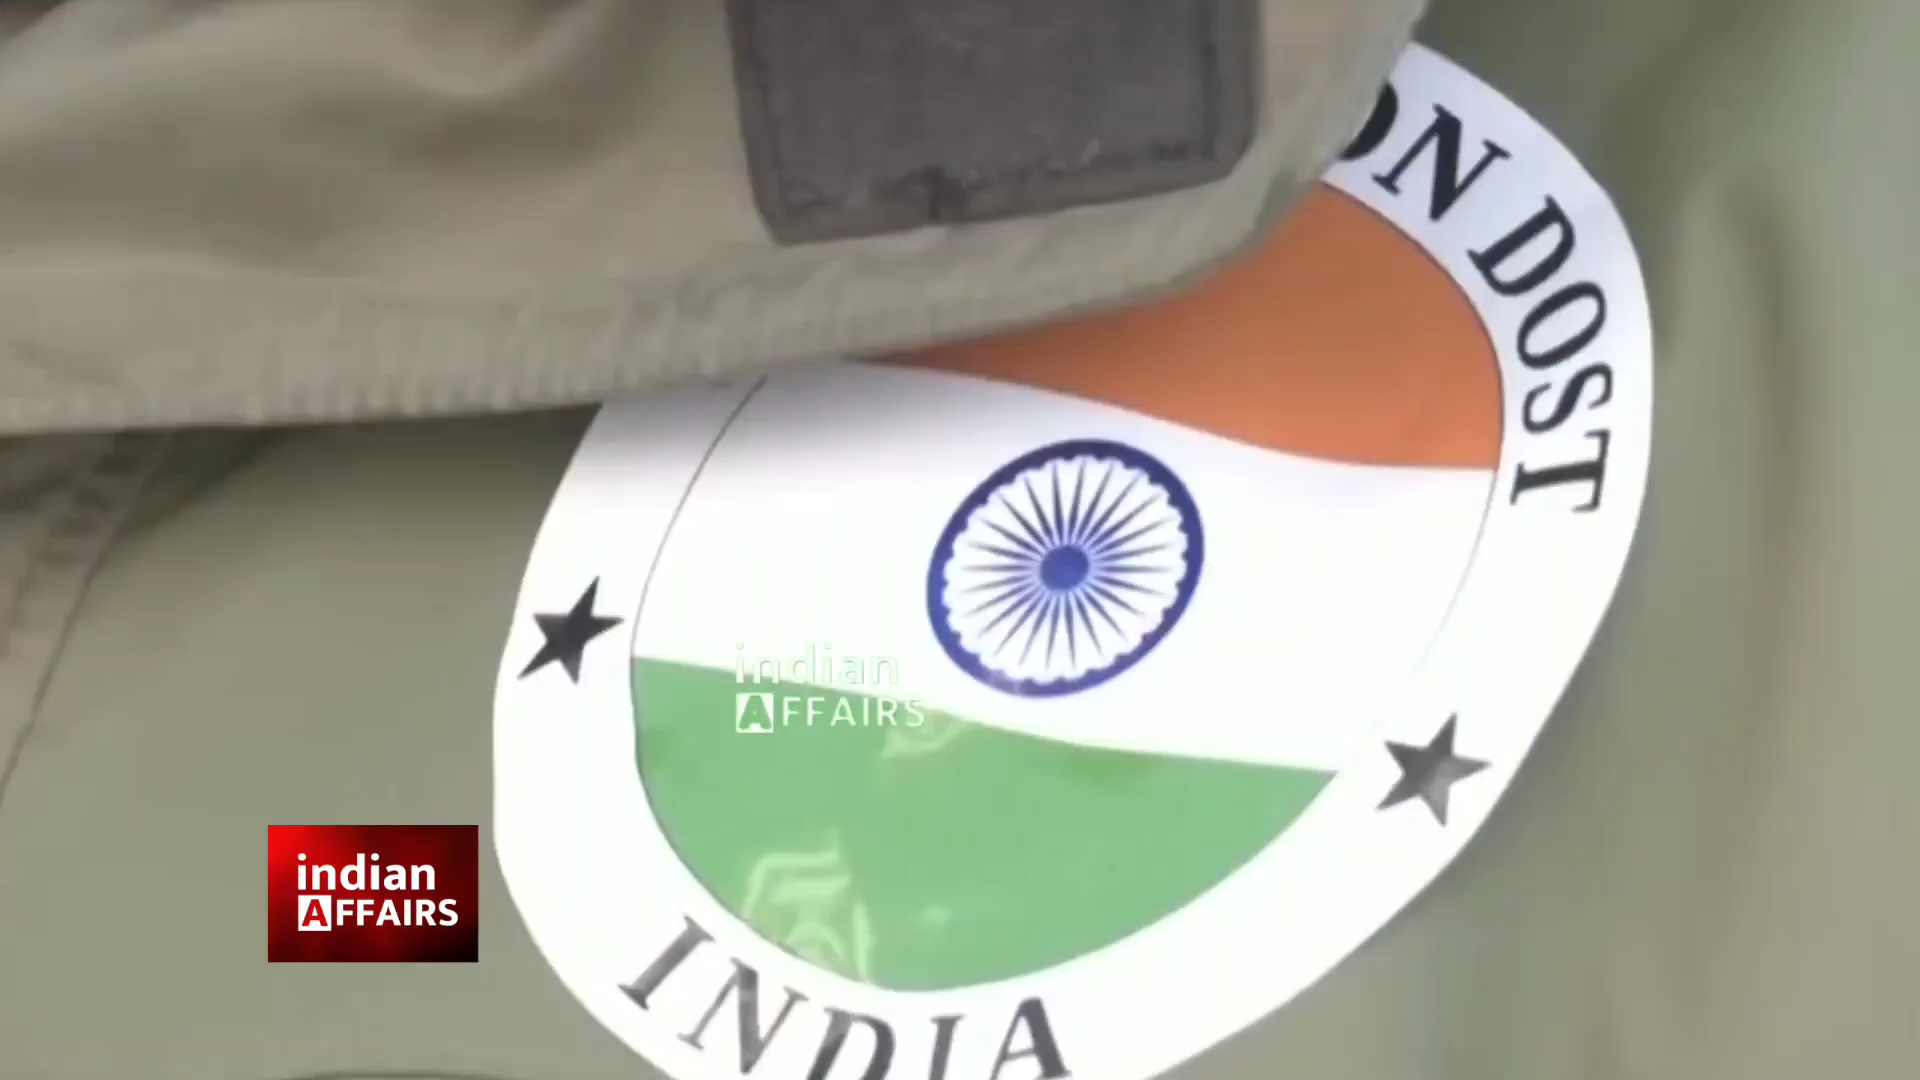 ON DOST
indian
AFFAIRS
indian
AFFAIRS
INDIA